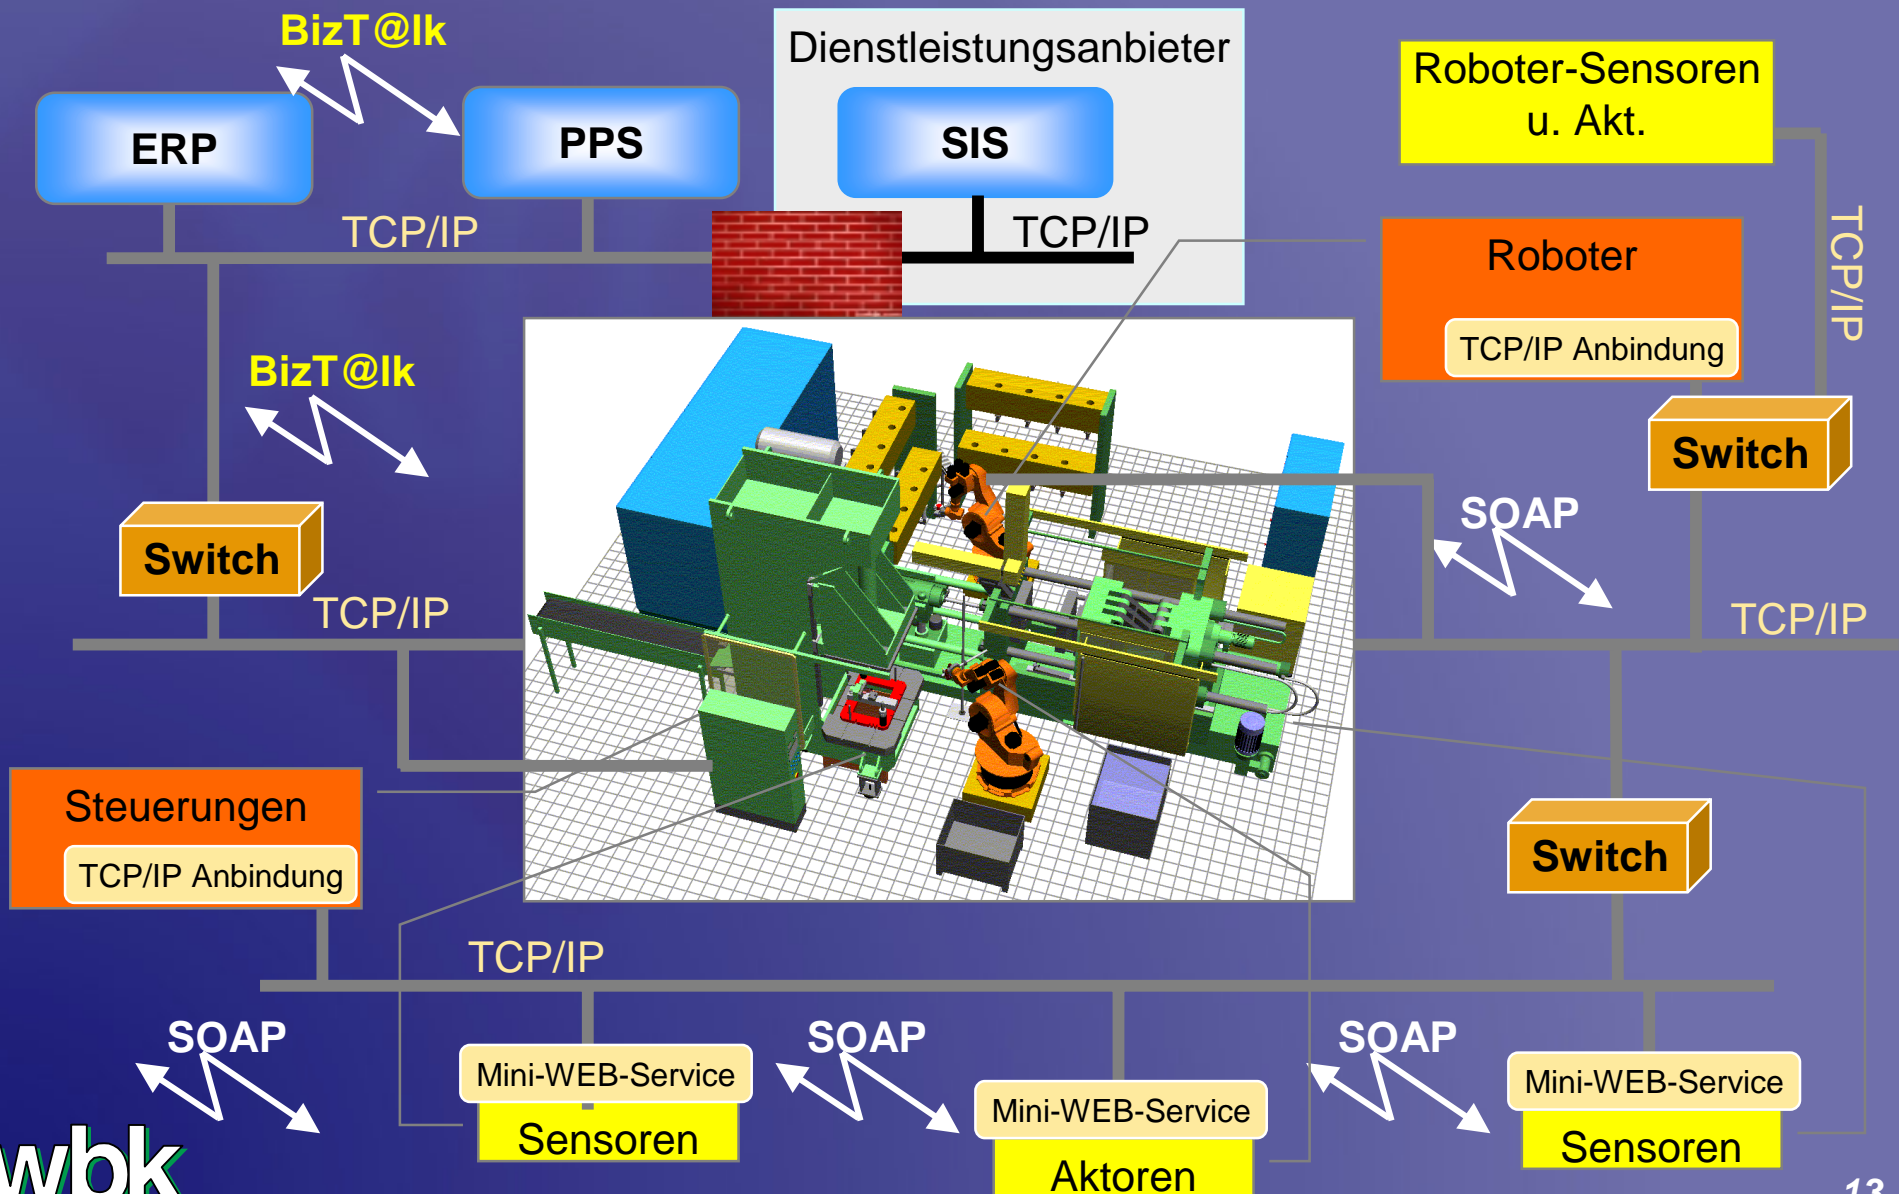 BizT@lk
Dienstleistungsanbieter
Roboter-Sensoren
u. Akt.
ERP
PPS
SIS
TCP/IP
TCP/IP
TCP/IP
Roboter
TCP/IP Anbindung
BizT@lk
Switch
SOAP
Switch
TCP/IP
TCP/IP
Steuerungen
TCP/IP Anbindung
Switch
TCP/IP
SOAP
SOAP
SOAP
Mini-WEB-Service
Sensoren
Mini-WEB-Service
Aktoren
Mini-WEB-Service
Sensoren
wbk
13